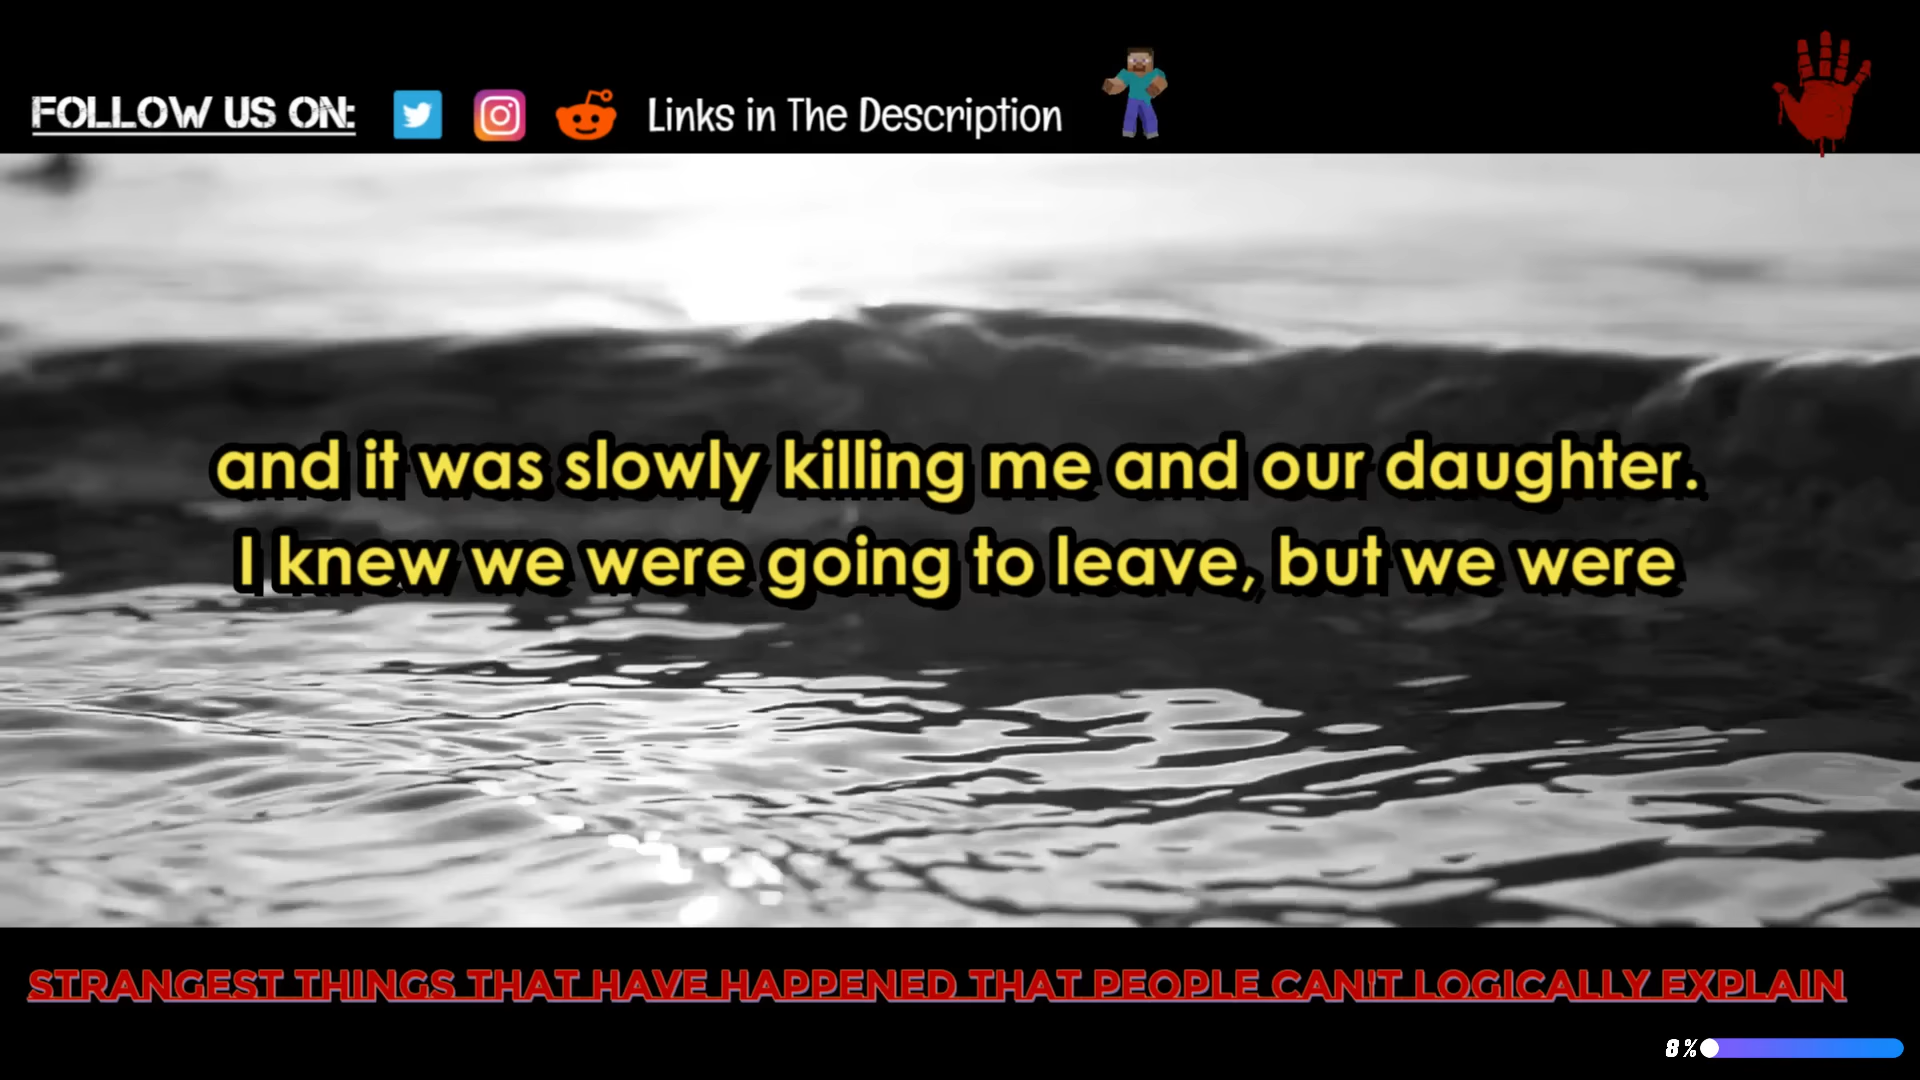 FOLLOW US ON:
Links in The Description
and it was slowly killing me and our daughter.
I knew we were going to leave, but we were
STRANGEST THINGS THAT HAVE HAPPENED THAT PEOPLE CAN'T LOGICALLY EXPLAIN
8%